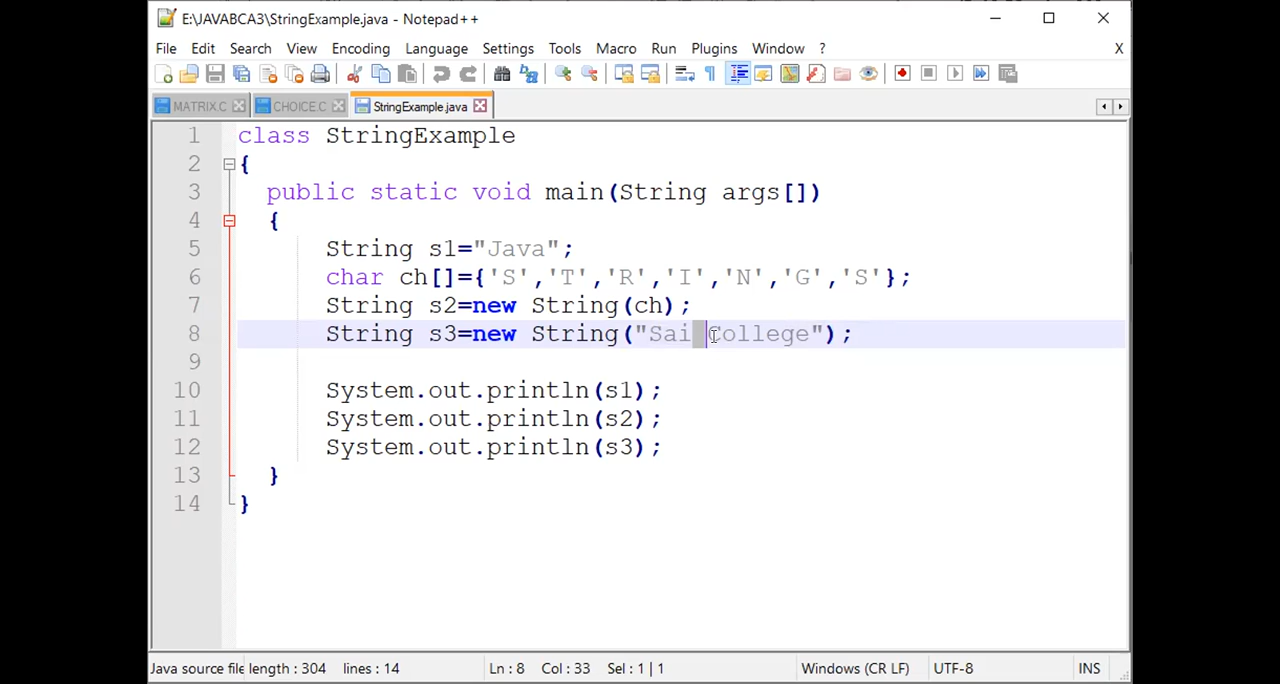 E:\JAVABCA3\StringExample.java - Notepad++
File Edit Search View Encoding Language Settings Tools Macro Run Plugins Window ? X
MATRIX.C CHOICE.C StringExample.java
1 class StringExample
2 {
3 public static void main(String args[])
4 {
5 String s1="Java";
6 char ch[]={'S','T','R','I','N','G','S'};
7 String s2=new String(ch);
8 String s3=new String("Sai College");
9
10 System.out.println(s1);
11 System.out.println(s2);
12 System.out.println(s3);
13 }
14 }
Java source file length : 304 lines : 14 Ln : 8 Col : 33 Sel : 1 | 1 Windows (CR LF) UTF-8 INS